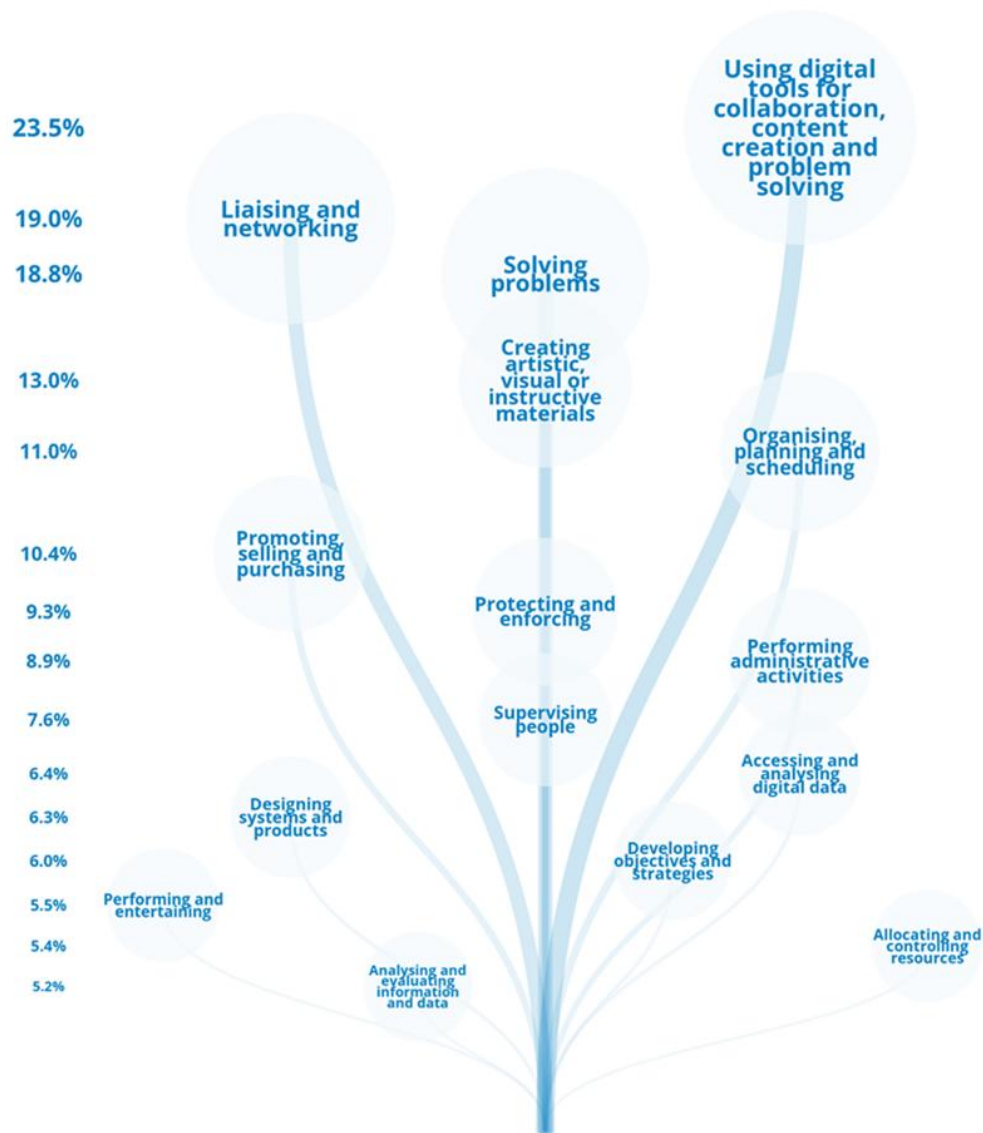 23.5%
Using digital
tools for
collaboration,
content
creation and
problem
solving
19.0%
Liaising and
networking
18.8%
Solving
problems
13.0%
Creating
artistic,
visual or
instructive
materials
11.0%
Organising,
planning and
scheduling
10.4%
Promoting,
selling and
purchasing
9.3%
Protecting and
enforcing
8.9%
Performing
administrative
activities
7.6%
Supervising
people
6.4%
Accessing and
analysing
digital data
6.3%
Designing
systems and
products
6.0%
Developing
objectives and
strategies
5.5%
Performing and
entertaining
5.4%
Allocating and
controlling
resources
5.2%
Analysing and
evaluating
information
and data